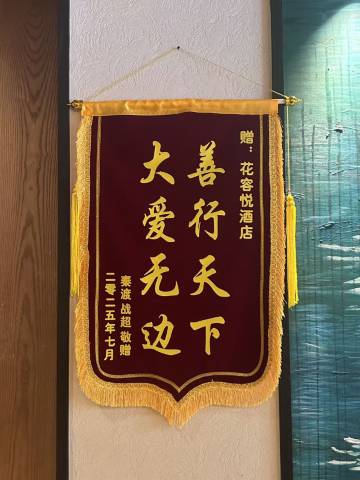 赠：花容悦酒店
善行天下
大爱无边
秦渡 战超 敬赠
二零二五年七月